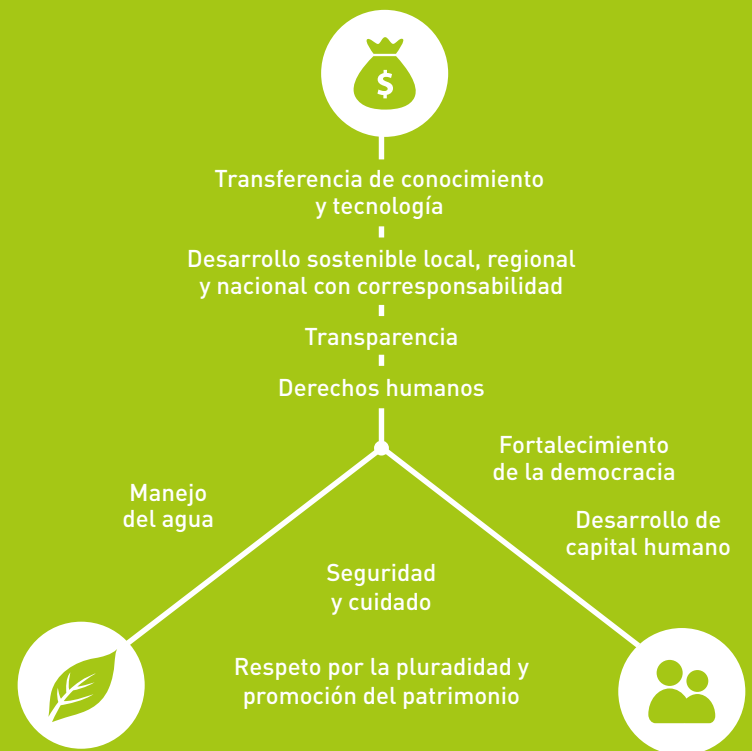 $
Transferencia de conocimiento
y tecnología
Desarrollo sostenible local, regional
y nacional con corresponsabilidad
Transparencia
Derechos humanos
Fortalecimiento
de la democracia
Manejo
del agua
Desarrollo de
capital humano
Seguridad
y cuidado
Respeto por la pluradidad y
promoción del patrimonio